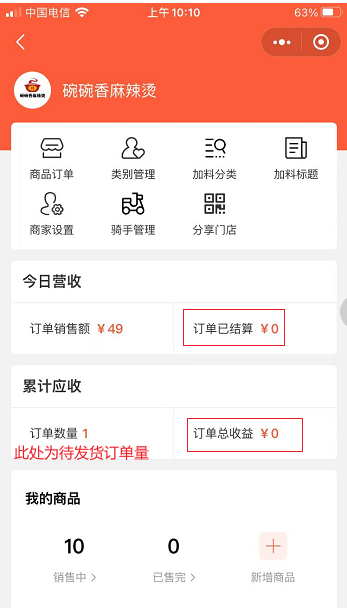 中国电信 上午10:10 63%
碗碗香麻辣烫
碗碗香麻辣烫
商品订单 类别管理 加料分类 加料标题
商家设置 骑手管理 分享门店
今日营收
订单销售额 ￥49 订单已结算 ￥0
累计应收
订单数量 1 订单总收益 ￥0
此处为待发货订单量
我的商品
10 0
销售中 已售完 新增商品